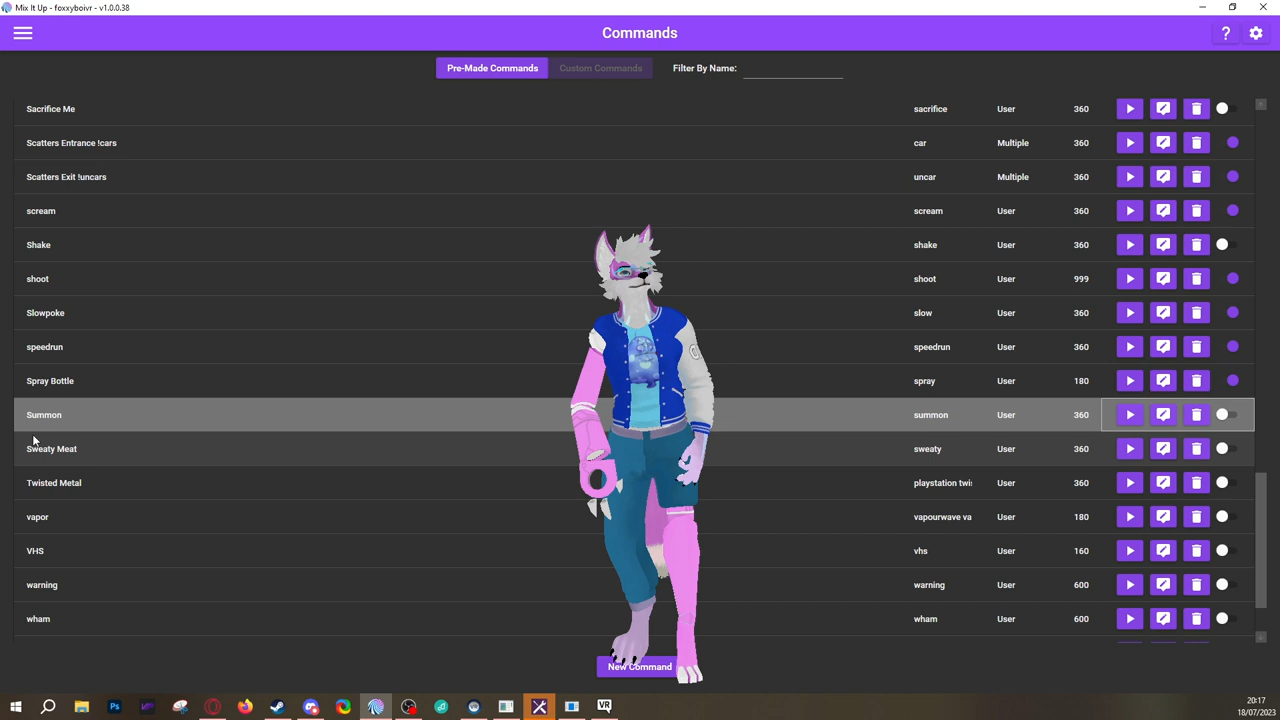 Mix It Up - foxxyboivr - v1.0.0.38
Commands
?
Pre-Made Commands Custom Commands Filter By Name:
Sacrifice Me sacrifice User 360
Scatters Entrance !cars car Multiple 360
Scatters Exit !uncars uncar Multiple 360
scream scream User 360
Shake shake User 360
shoot shoot User 999
Slowpoke slow User 360
speedrun speedrun User 360
Spray Bottle spray User 180
Summon summon User 360
Sweaty Meat sweaty User 360
Twisted Metal playstation twi User 360
vapor vapourwave va User 180
VHS vhs User 160
warning warning User 600
wham wham User 600
New Command
Ps VR 20:17
18/07/2023